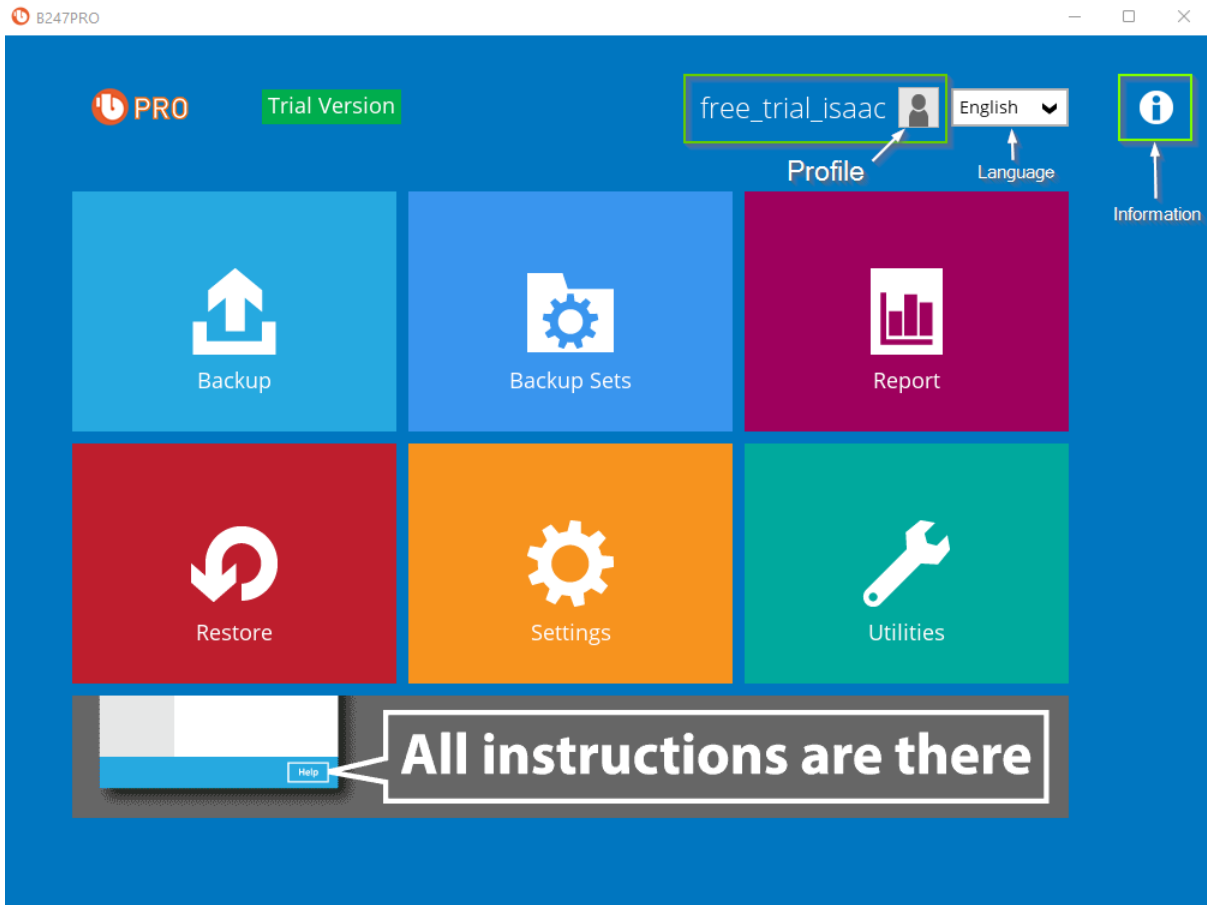 B247PRO
PRO
Trial Version
free_trial_isaac
English
Profile
Language
Information
Backup
Backup Sets
Report
Restore
Settings
Utilities
Help
All instructions are there